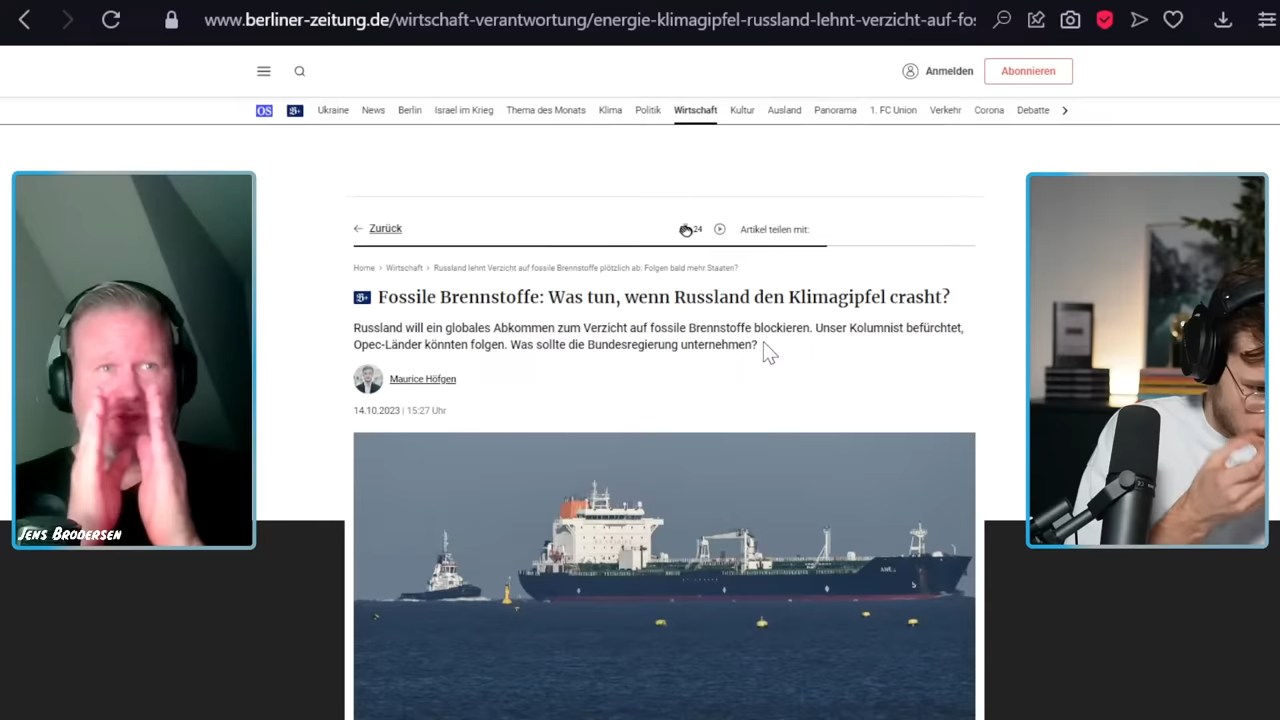 www.berliner-zeitung.de/wirtschaft-verantwortung/energie-klimagipfel-russland-lehnt-verzicht-auf-fos
Anmelden
Abonnieren
OS B+ Ukraine News Berlin Israel im Krieg Thema des Monats Klima Politik Wirtschaft Kultur Ausland Panorama 1. FC Union Verkehr Corona Debatte
Zurück
24
Artikel teilen mit:
Home > Wirtschaft > Russland lehnt Verzicht auf fossile Brennstoffe plötzlich ab: Folgen bald mehr Staaten?
B+ Fossile Brennstoffe: Was tun, wenn Russland den Klimagipfel crasht?
Russland will ein globales Abkommen zum Verzicht auf fossile Brennstoffe blockieren. Unser Kolumnist befürchtet,
Opec-Länder könnten folgen. Was sollte die Bundesregierung unternehmen?
Maurice Höfgen
14.10.2023 | 15:27 Uhr
Jens Brodersen